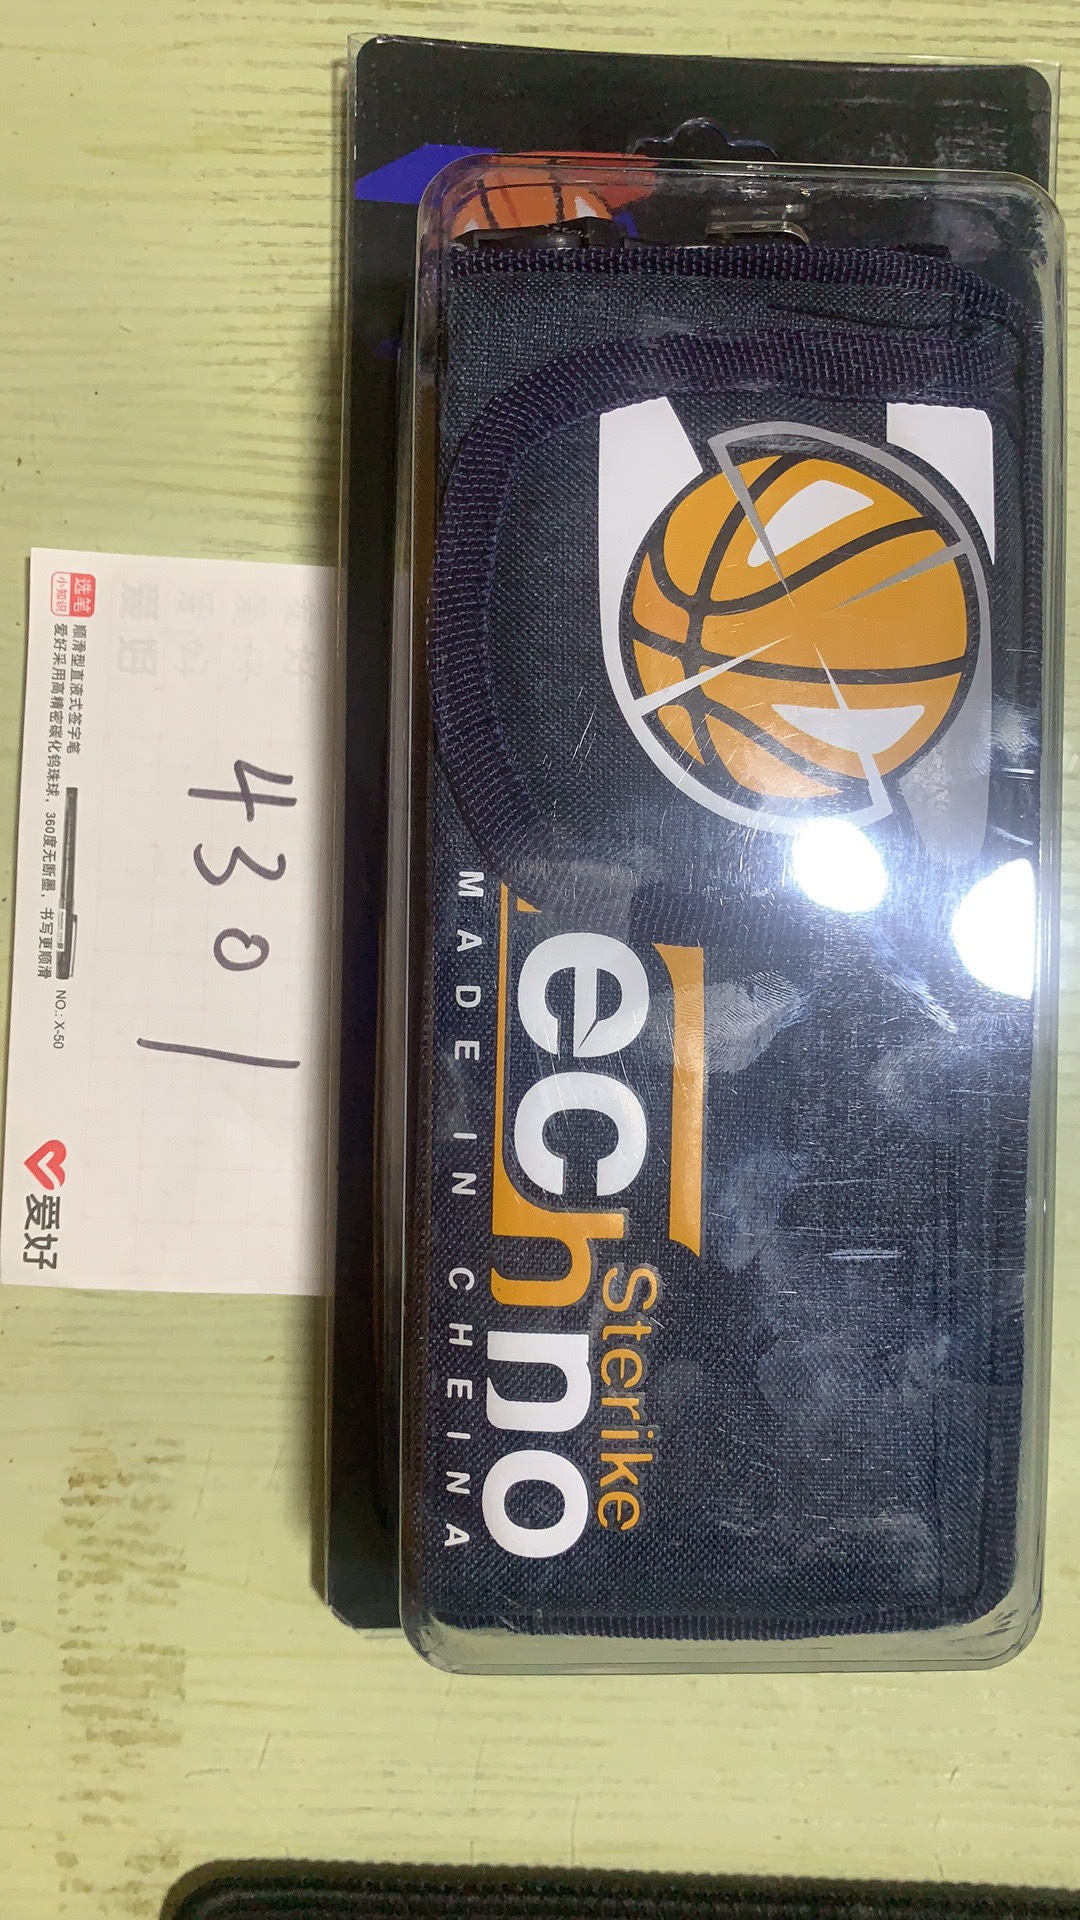 选笔
小知识
顺滑型直液式签字笔
爱好采用高精密碳化钨珠球，360度无断墨，书写更顺滑
NO.: X-50
爱好
4301
echno
Sterike
MADE IN CHEINA